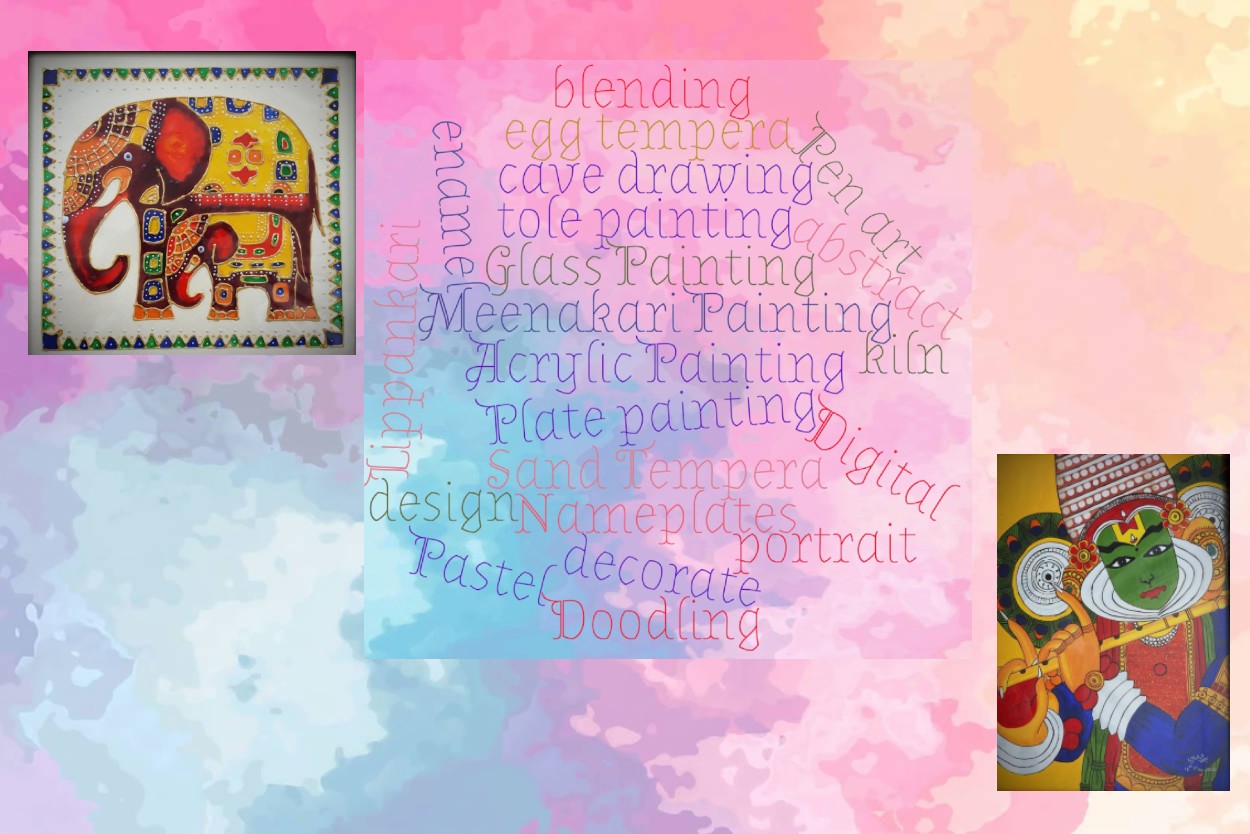 blending
egg tempera
cave drawing
tole painting
Glass Painting
Meenakari Painting
Acrylic Painting
Plate painting
Sand Tempera
Nameplates
design
Pastel
decorate
Doodling
portrait
Digital
kiln
abstract
Pen art
ename
Lippankari